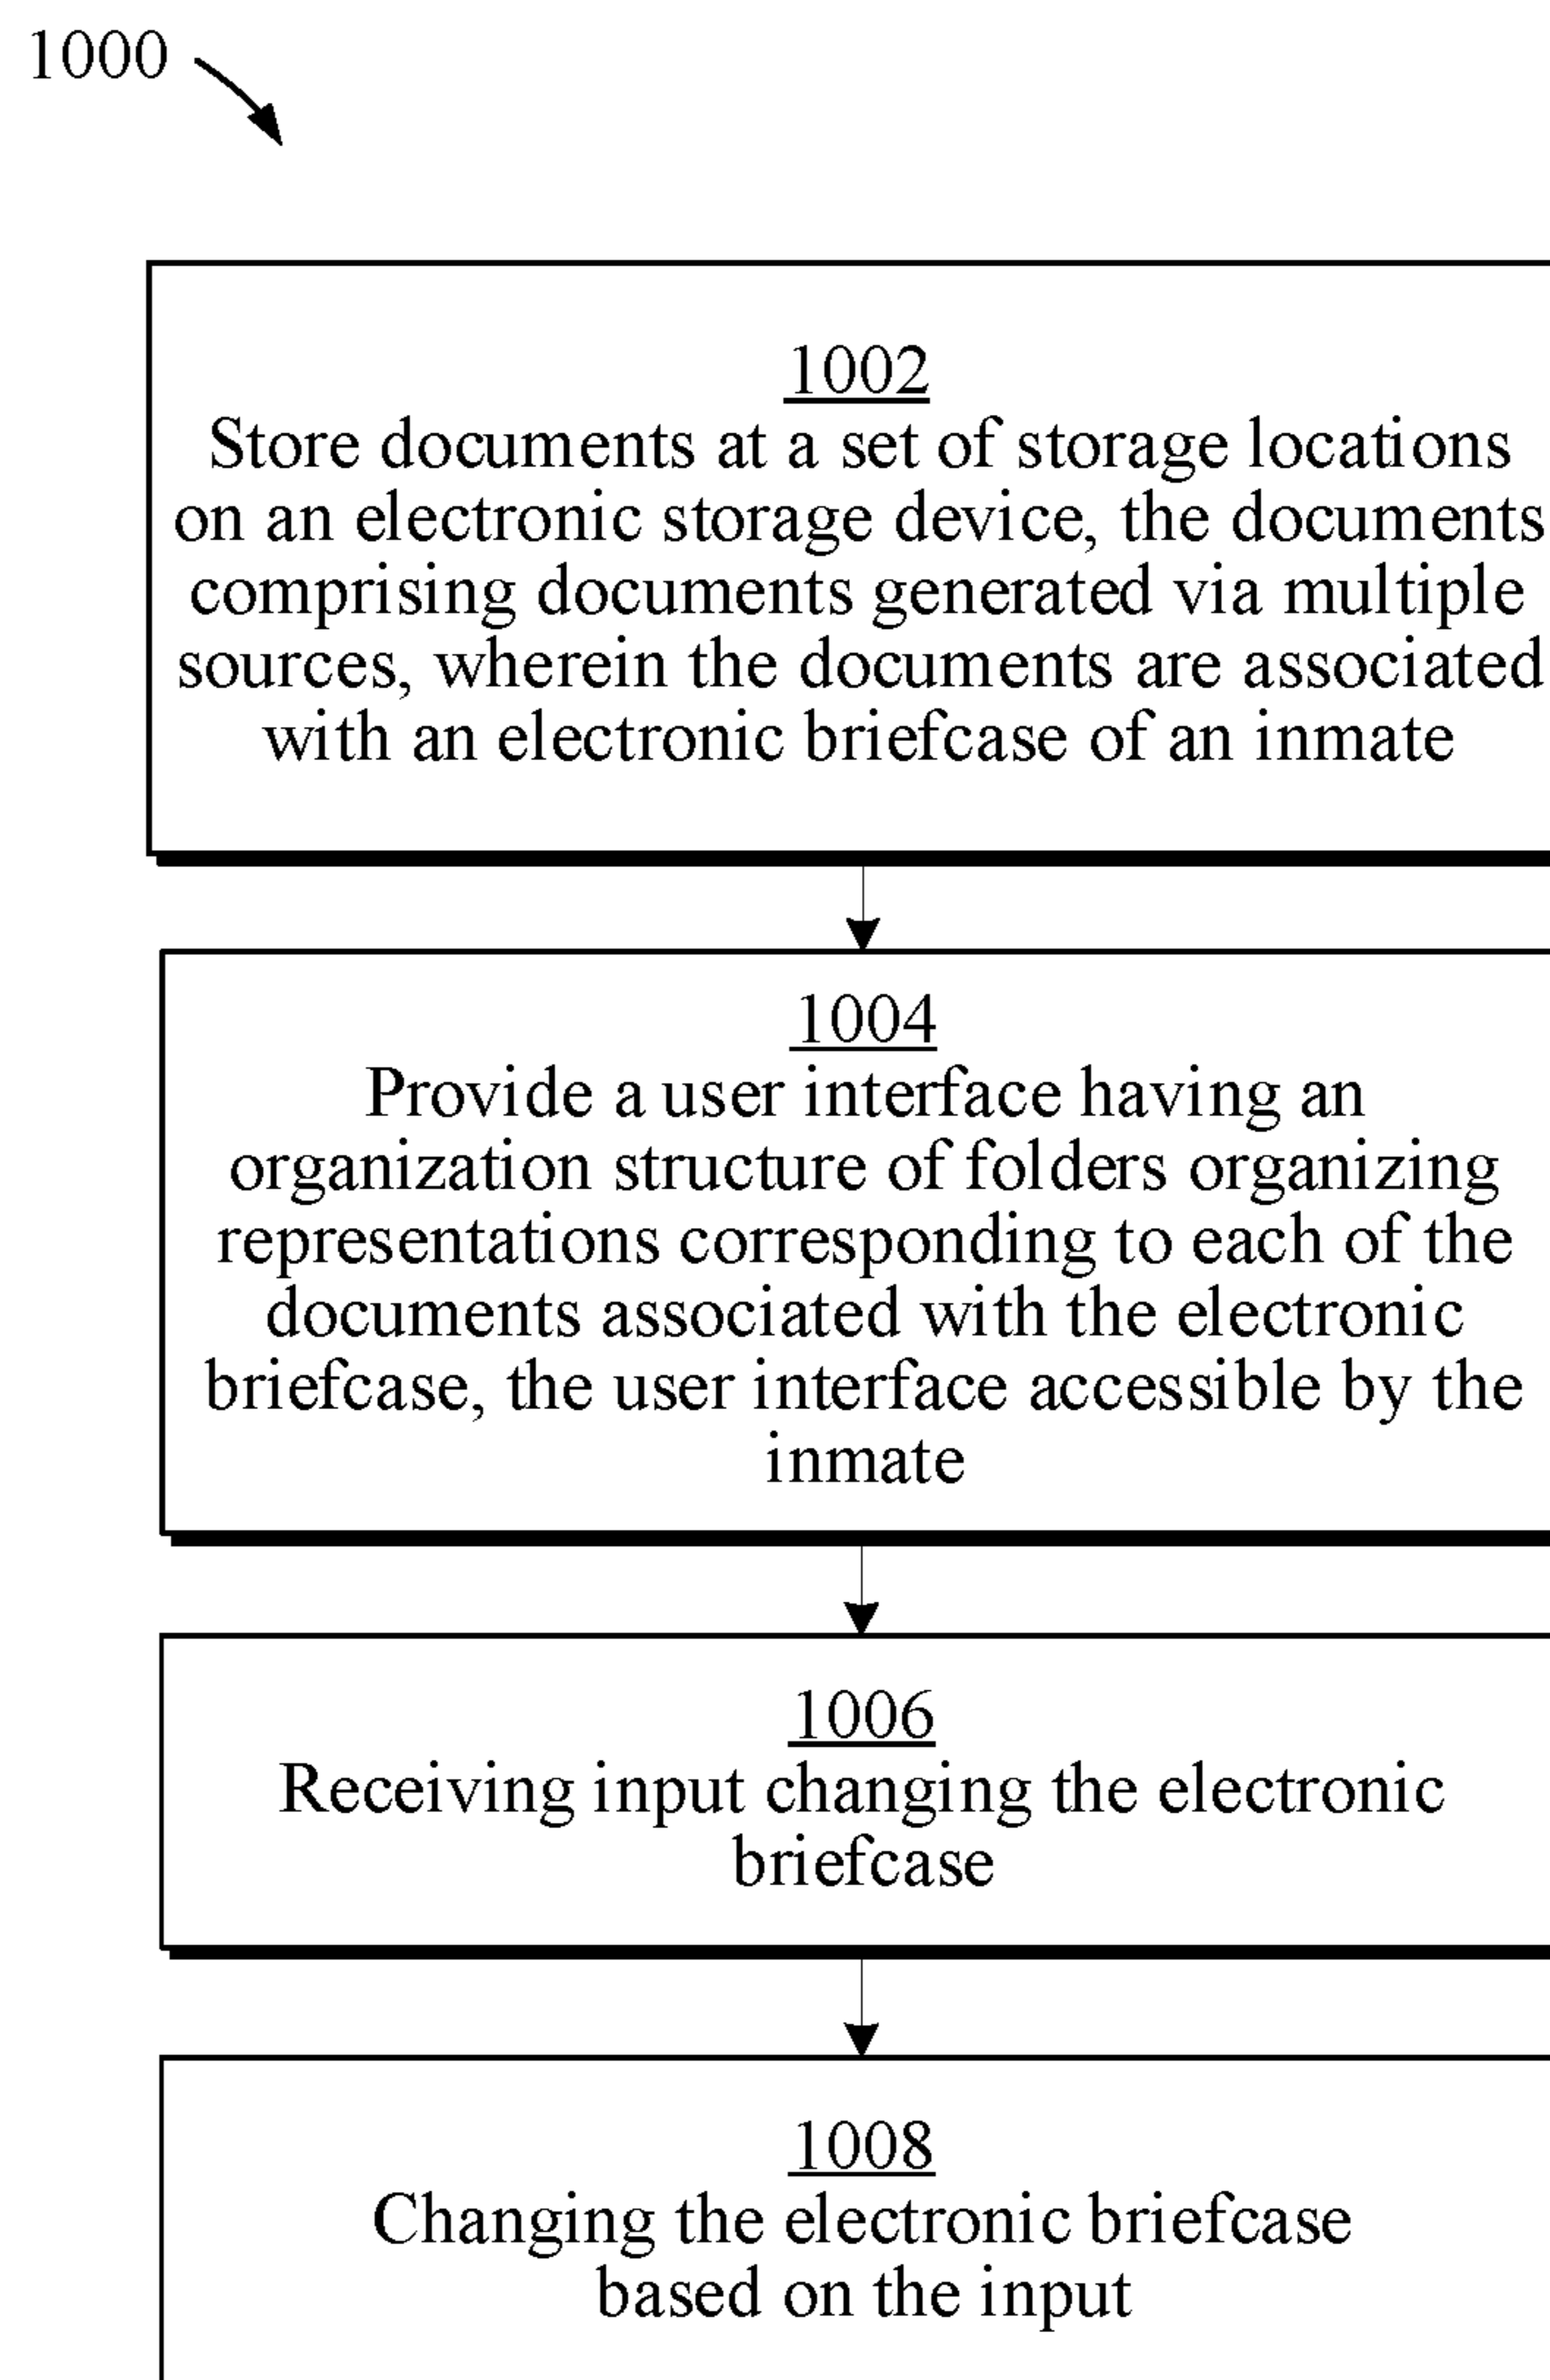 1000
1002
Store documents at a set of storage locations
on an electronic storage device, the documents
comprising documents generated via multiple
sources, wherein the documents are associated
with an electronic briefcase of an inmate
1004
Provide a user interface having an
organization structure of folders organizing
representations corresponding to each of the
documents associated with the electronic
briefcase, the user interface accessible by the
inmate
1006
Receiving input changing the electronic
briefcase
1008
Changing the electronic briefcase
based on the input